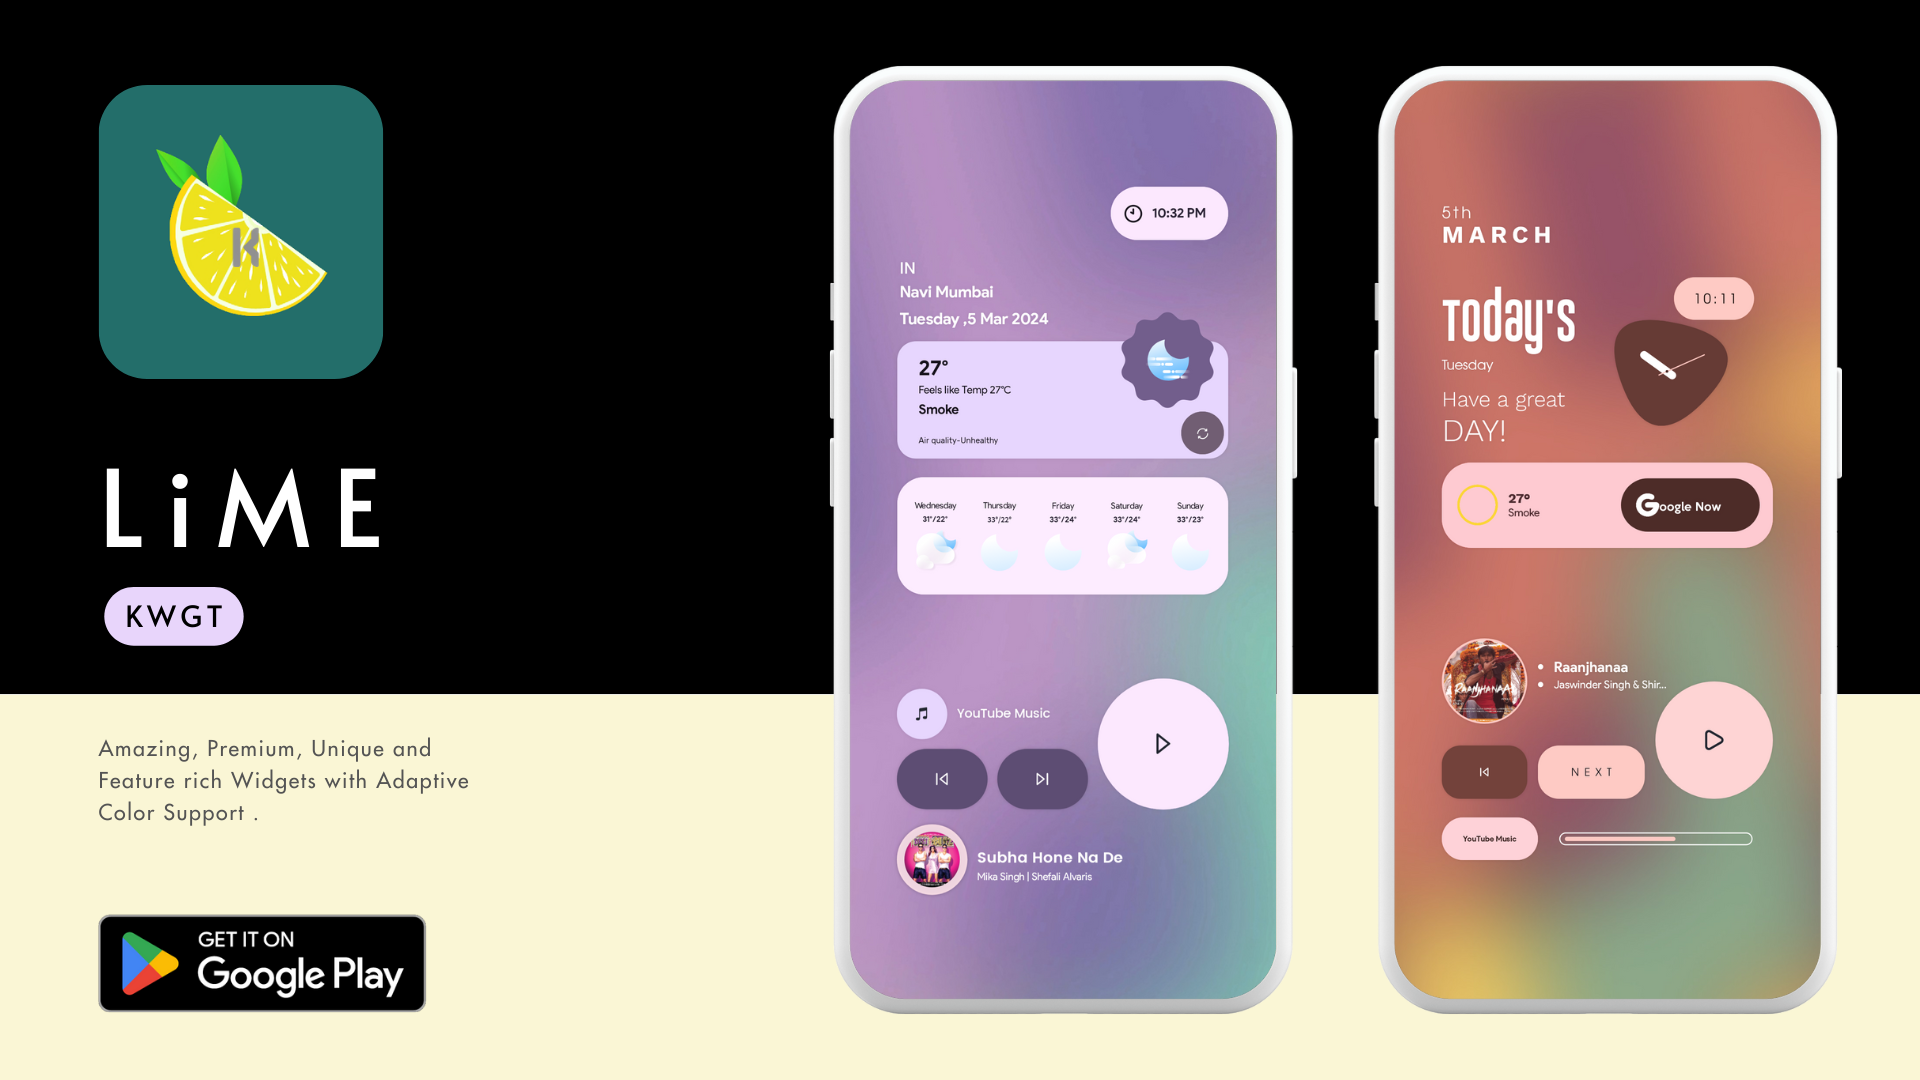 K
LiME
KWGT
Amazing, Premium, Unique and
Feature rich Widgets with Adaptive
Color Support .
GET IT ON
Google Play
10:32 PM
IN
Navi Mumbai
Tuesday ,5 Mar 2024
27°
Feels like Temp 27°C
Smoke
Air quality-Unhealthy
Wednesday Thursday Friday Saturday Sunday
31°/22° 33°/22° 33°/24° 33°/24° 33°/23°
YouTube Music
Subha Hone Na De
Mika Singh | Shefali Alvaris
5th
MARCH
10:11
Today's
Tuesday
Have a great
DAY!
27°
Smoke
Google Now
RAANJHANAA
• Raanjhanaa
• Jaswinder Singh & Shir...
NEXT
YouTube Music